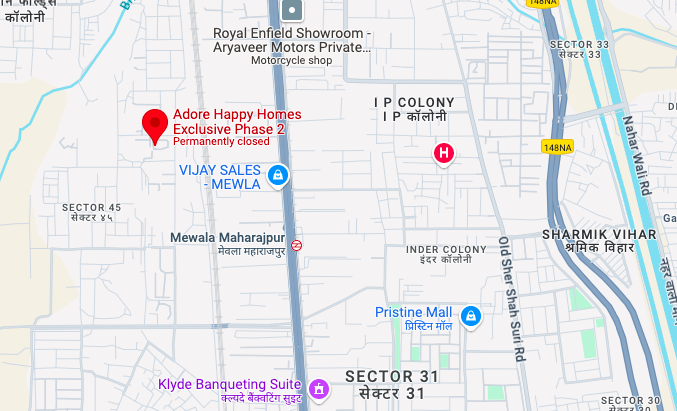 148NA
कॉलोनी
Royal Enfield Showroom -
Aryaveer Motors Private...
Motorcycle shop
SECTOR 33
सेक्टर 33
I P COLONY
I P कॉलोनी
Adore Happy Homes
Exclusive Phase 2
Permanently closed
H
148NA
Nahar Wali Rd
VIJAY SALES
- MEWLA
SECTOR 45
सेक्टर ४५
Mewala Maharajpur
मेवला महाराजपुर
INDER COLONY
इंदर कॉलोनी
Old Sher Shah Suri Rd
SHARMIK VIHAR
श्रमिक विहार
Pristine Mall
प्रिस्टिन मॉल
SECTOR 31
सेक्टर 31
Klyde Banqueting Suite
कल्यदे बैंक्वटिंग सुइट
SECTOR 30